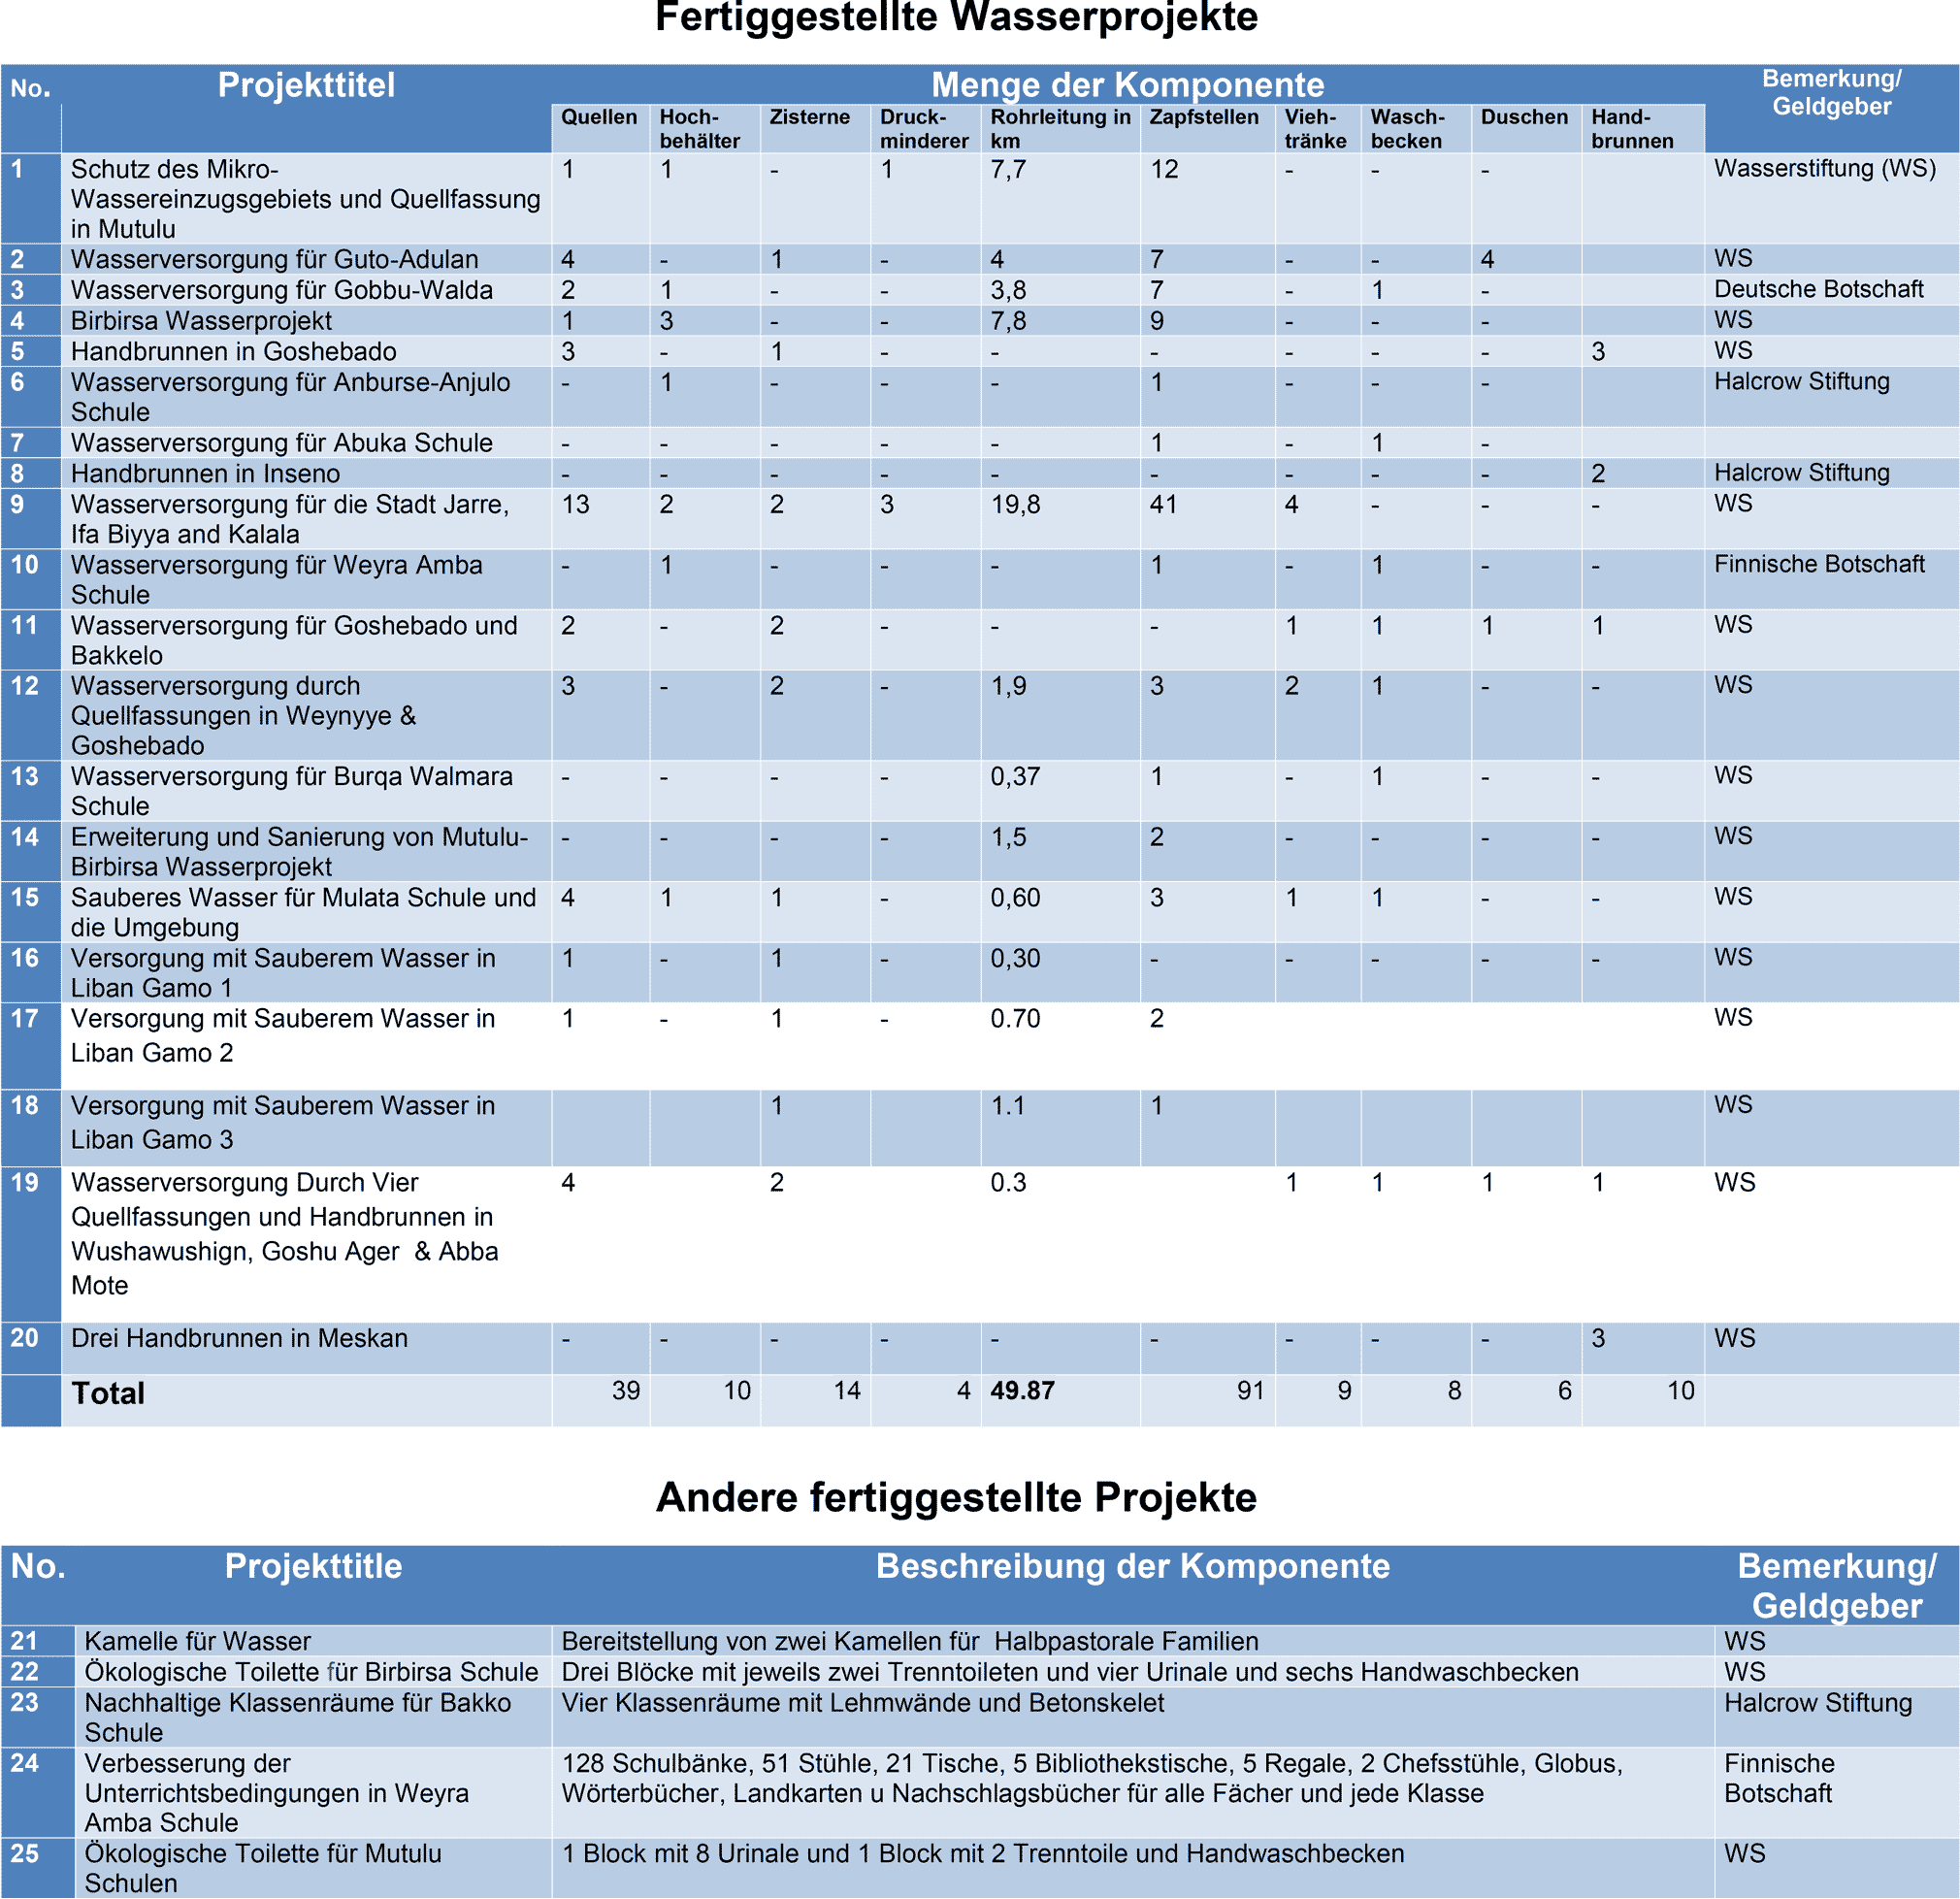 Fertiggestellte Wasserprojekte
No. Projekttitel Menge der Komponente Bemerkung/
Geldgeber
Quellen Hoch- Zisterne Druck- Rohrleitung in Zapfstellen Vieh- Wasch- Duschen Hand-
behälter minderer km tränke becken brunnen
1 Schutz des Mikro- 1 1 - 1 7,7 12 - - - Wasserstiftung (WS)
Wassereinzugsgebiets und Quellfassung
in Mutulu
2 Wasserversorgung für Guto-Adulan 4 - 1 - 4 7 - - 4 WS
3 Wasserversorgung für Gobbu-Walda 2 1 - - 3,8 7 - 1 - Deutsche Botschaft
4 Birbirsa Wasserprojekt 1 3 - - 7,8 9 - - - WS
5 Handbrunnen in Goshebado 3 - 1 - - - - - - 3 WS
6 Wasserversorgung für Anburse-Anjulo - 1 - - - 1 - - - Halcrow Stiftung
Schule
7 Wasserversorgung für Abuka Schule - - - - - 1 - 1 -
8 Handbrunnen in Inseno - - - - - - - - - 2 Halcrow Stiftung
9 Wasserversorgung für die Stadt Jarre, 13 2 2 3 19,8 41 4 - - - WS
Ifa Biyya and Kalala
10 Wasserversorgung für Weyra Amba - 1 - - - 1 - 1 - - Finnische Botschaft
Schule
11 Wasserversorgung für Goshebado und 2 - 2 - - - 1 1 1 1 WS
Bakkelo
12 Wasserversorgung durch 3 - 2 - 1,9 3 2 1 - - WS
Quellfassungen in Weynyye &
Goshebado
13 Wasserversorgung für Burqa Walmara - - - - 0,37 1 - 1 - - WS
Schule
14 Erweiterung und Sanierung von Mutulu- - - - - 1,5 2 - - - - WS
Birbirsa Wasserprojekt
15 Sauberes Wasser für Mulata Schule und 4 1 1 - 0,60 3 1 1 - - WS
die Umgebung
16 Versorgung mit Sauberem Wasser in 1 - 1 - 0,30 - - - - - WS
Liban Gamo 1
17 Versorgung mit Sauberem Wasser in 1 - 1 - 0.70 2 WS
Liban Gamo 2
18 Versorgung mit Sauberem Wasser in 1 1.1 1 WS
Liban Gamo 3
19 Wasserversorgung Durch Vier 4 2 0.3 1 1 1 1 WS
Quellfassungen und Handbrunnen in
Wushawushign, Goshu Ager & Abba
Mote
20 Drei Handbrunnen in Meskan - - - - - - - - - 3 WS
Total 39 10 14 4 49.87 91 9 8 6 10
Andere fertiggestellte Projekte
No. Projekttitle Beschreibung der Komponente Bemerkung/
Geldgeber
21 Kamelle für Wasser Bereitstellung von zwei Kamellen für Halbpastorale Familien WS
22 Ökologische Toilette für Birbirsa Schule Drei Blöcke mit jeweils zwei Trenntoileten und vier Urinale und sechs Handwaschbecken WS
23 Nachhaltige Klassenräume für Bakko Vier Klassenräume mit Lehmwände und Betonskelet Halcrow Stiftung
Schule
24 Verbesserung der 128 Schulbänke, 51 Stühle, 21 Tische, 5 Bibliothekstische, 5 Regale, 2 Chefsstühle, Globus, Finnische
Unterrichtsbedingungen in Weyra Wörterbücher, Landkarten u Nachschlagsbücher für alle Fächer und jede Klasse Botschaft
Amba Schule
25 Ökologische Toilette für Mutulu 1 Block mit 8 Urinale und 1 Block mit 2 Trenntoile und Handwaschbecken WS
Schulen